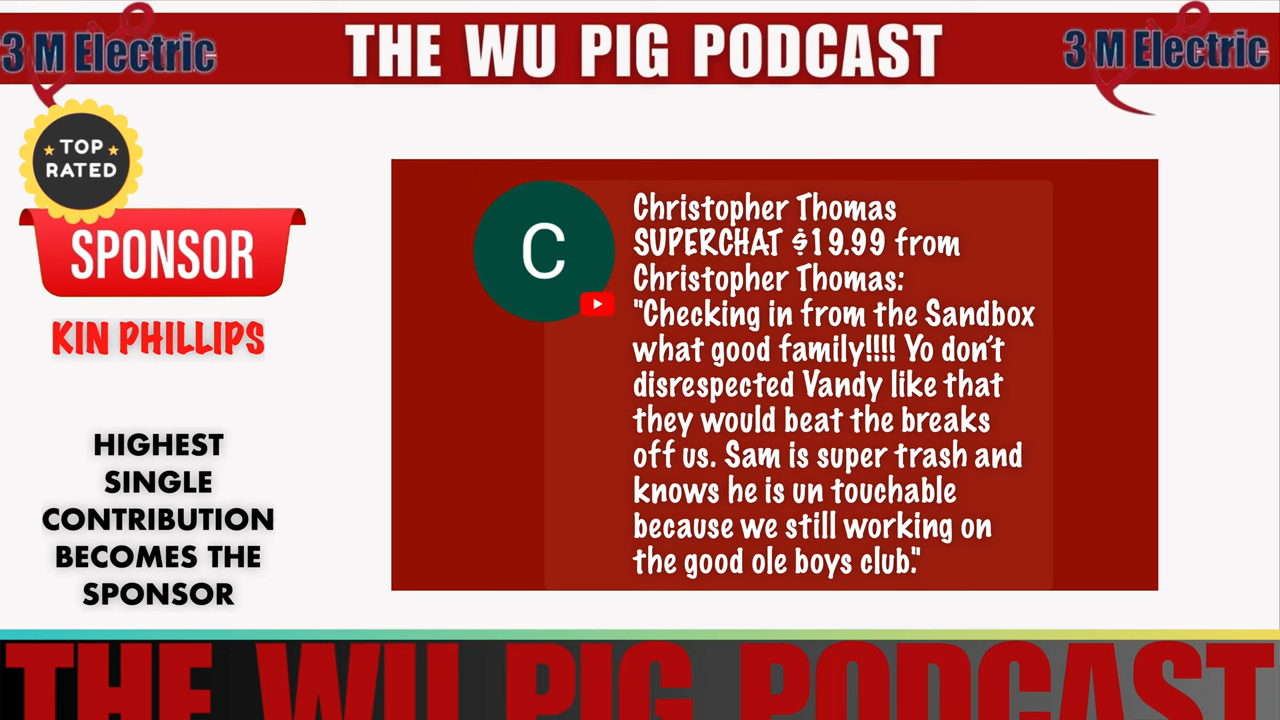 3 M Electric
THE WU PIG PODCAST
3 M Electric
TOP
RATED
SPONSOR
KIN PHILLIPS
HIGHEST
SINGLE
CONTRIBUTION
BECOMES THE
SPONSOR
C
Christopher Thomas
SUPERCHAT $19.99 from
Christopher Thomas:
"Checking in from the Sandbox
what good family!!!! Yo don't
disrespected Vandy like that
they would beat the breaks
off us. Sam is super trash and
knows he is un touchable
because we still working on
the good ole boys club."
THE WU PIG PODCAST